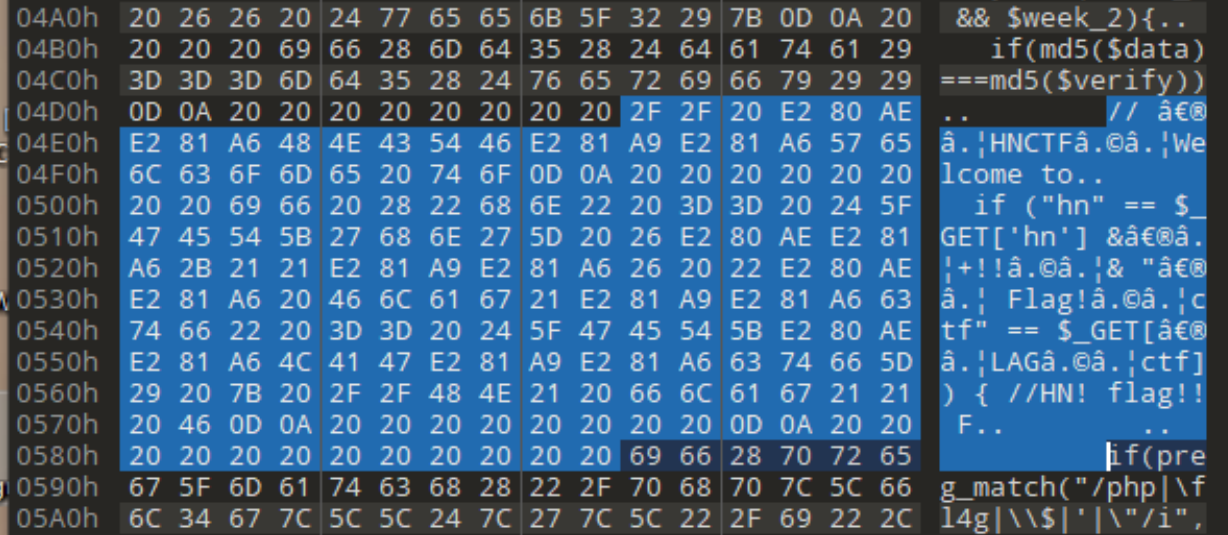 04A0h 20 26 26 20 24 77 65 65 6B 5F 32 29 7B 0D 0A 20 && $week_2){..
04B0h 20 20 20 69 66 28 6D 64 35 28 24 64 61 74 61 29 if(md5($data)
04C0h 3D 3D 3D 6D 64 35 28 24 76 65 72 69 66 79 29 29 ===md5($verify))
04D0h 0D 0A 20 20 20 20 20 20 20 20 2F 2F 20 E2 80 AE .. // â€®
04E0h E2 81 A6 48 4E 43 54 46 E2 81 A9 E2 81 A6 57 65 â.¦HNCTFâ.©â.¦We
04F0h 6C 63 6F 6D 65 20 74 6F 0D 0A 20 20 20 20 20 20 lcome to..
0500h 20 20 69 66 20 28 22 68 6E 22 20 3D 3D 20 24 5F if ("hn" == $_
0510h 47 45 54 5B 27 68 6E 27 5D 20 26 E2 80 AE E2 81 GET['hn'] &â€®â.
0520h A6 2B 21 21 E2 81 A9 E2 81 A6 26 20 22 E2 80 AE ¦+!!â.©â.¦& "â€®
0530h E2 81 A6 20 46 6C 61 67 21 E2 81 A9 E2 81 A6 63 â.¦ Flag!â.©â.¦c
0540h 74 66 22 20 3D 3D 20 24 5F 47 45 54 5B E2 80 AE tf" == $_GET[â€®
0550h E2 81 A6 4C 41 47 E2 81 A9 E2 81 A6 63 74 66 5D â.¦LAGâ.©â.¦ctf]
0560h 29 20 7B 20 2F 2F 48 4E 21 20 66 6C 61 67 21 21 ) { //HN! flag!!
0570h 20 46 0D 0A 20 20 20 20 20 20 20 20 0D 0A 20 20 F.. ..
0580h 20 20 20 20 20 20 20 20 20 20 69 66 28 70 72 65 if(pre
0590h 67 5F 6D 61 74 63 68 28 22 2F 70 68 70 7C 5C 66 g_match("/php|\f
05A0h 6C 34 67 7C 5C 5C 24 7C 27 7C 5C 22 2F 69 22 2C l4g|\\$|'|\"/i",